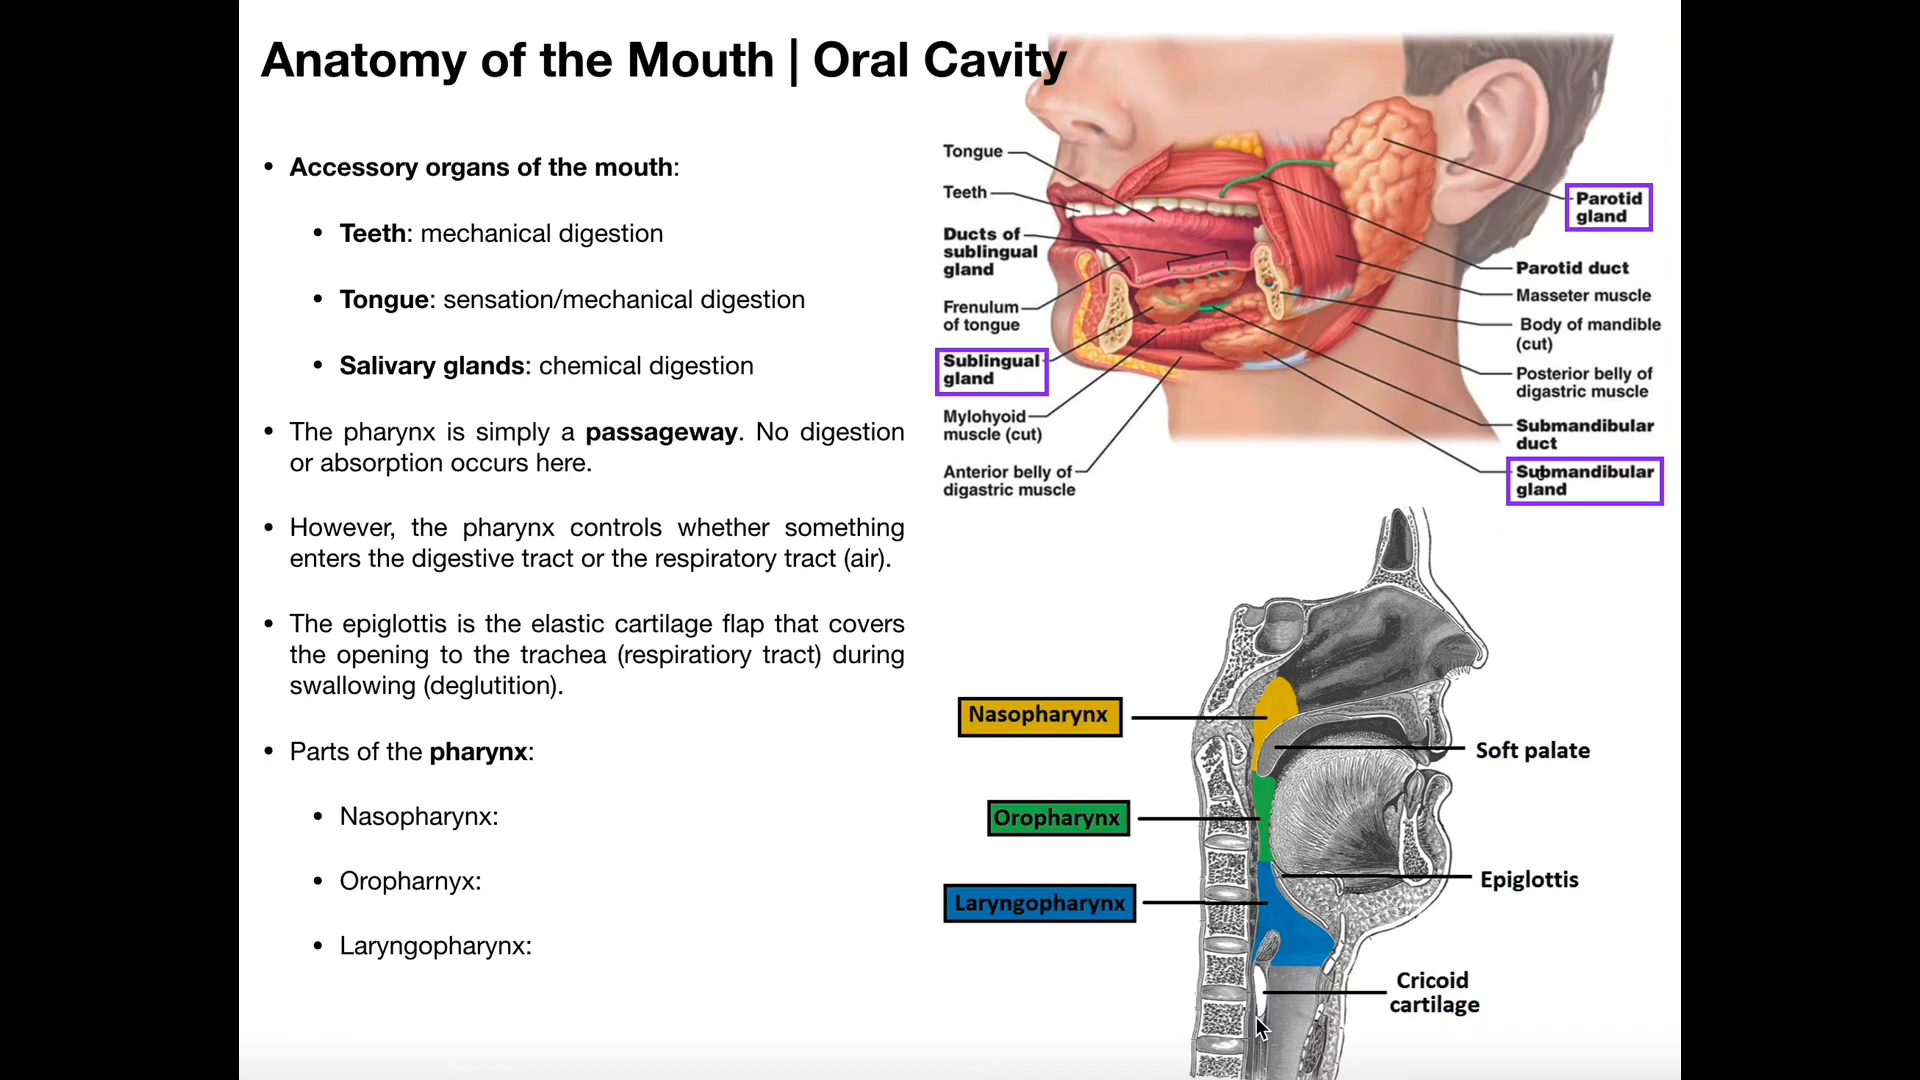 Anatomy of the Mouth | Oral Cavity
• Accessory organs of the mouth:
• Teeth: mechanical digestion
• Tongue: sensation/mechanical digestion
• Salivary glands: chemical digestion
• The pharynx is simply a passageway. No digestion
or absorption occurs here.
• However, the pharynx controls whether something
enters the digestive tract or the respiratory tract (air).
• The epiglottis is the elastic cartilage flap that covers
the opening to the trachea (respiratiory tract) during
swallowing (deglutition).
• Parts of the pharynx:
• Nasopharynx:
• Oropharnyx:
• Laryngopharynx:
Tongue
Teeth
Ducts of
sublingual
gland
Frenulum
of tongue
Sublingual
gland
Mylohyoid
muscle (cut)
Anterior belly of
digastric muscle
Parotid
gland
Parotid duct
Masseter muscle
Body of mandible
(cut)
Posterior belly of
digastric muscle
Submandibular
duct
Submandibular
gland
Nasopharynx
Oropharynx
Laryngopharynx
Soft palate
Epiglottis
Cricoid
cartilage